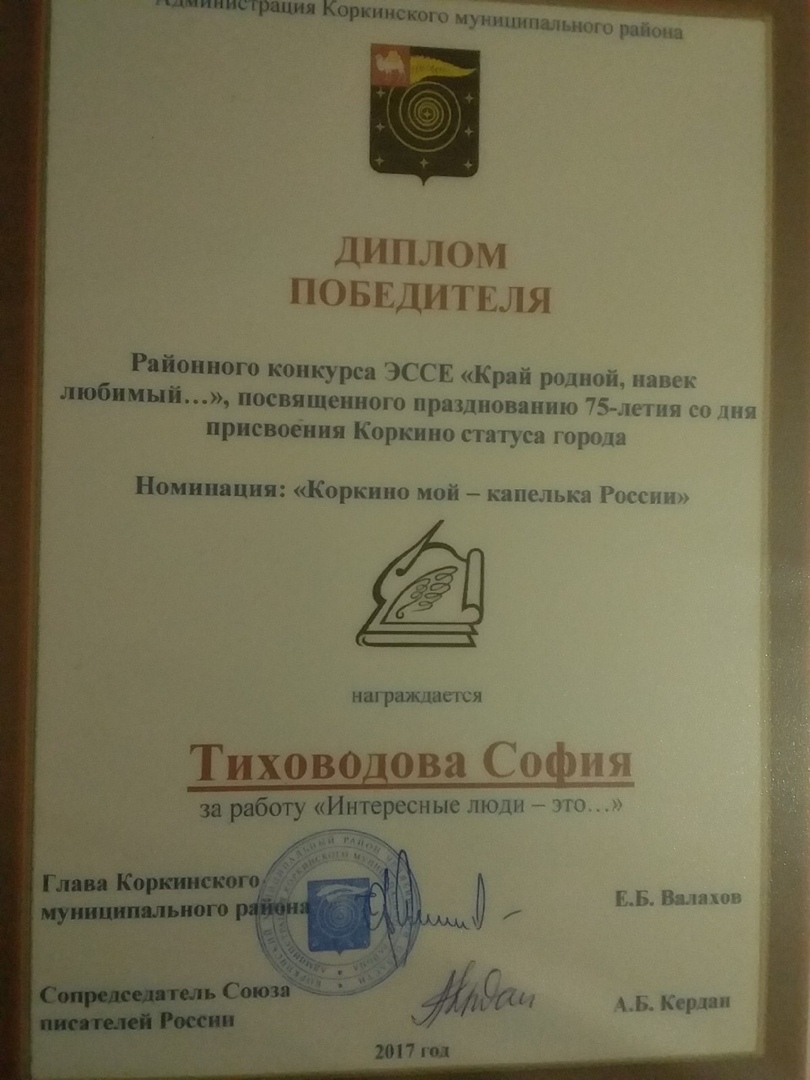 Администрация Коркинского муниципального района
ДИПЛОМ
ПОБЕДИТЕЛЯ
Районного конкурса ЭССЕ «Край родной, навек
любимый…», посвященного празднованию 75-летия со дня
присвоения Коркино статуса города
Номинация: «Коркино мой – капелька России»
награждается
Тиховодова София
за работу «Интересные люди – это…»
Глава Коркинского
муниципального района
Е.Б. Валахов
Сопредседатель Союза
писателей России
А.Б. Кердан
2017 год